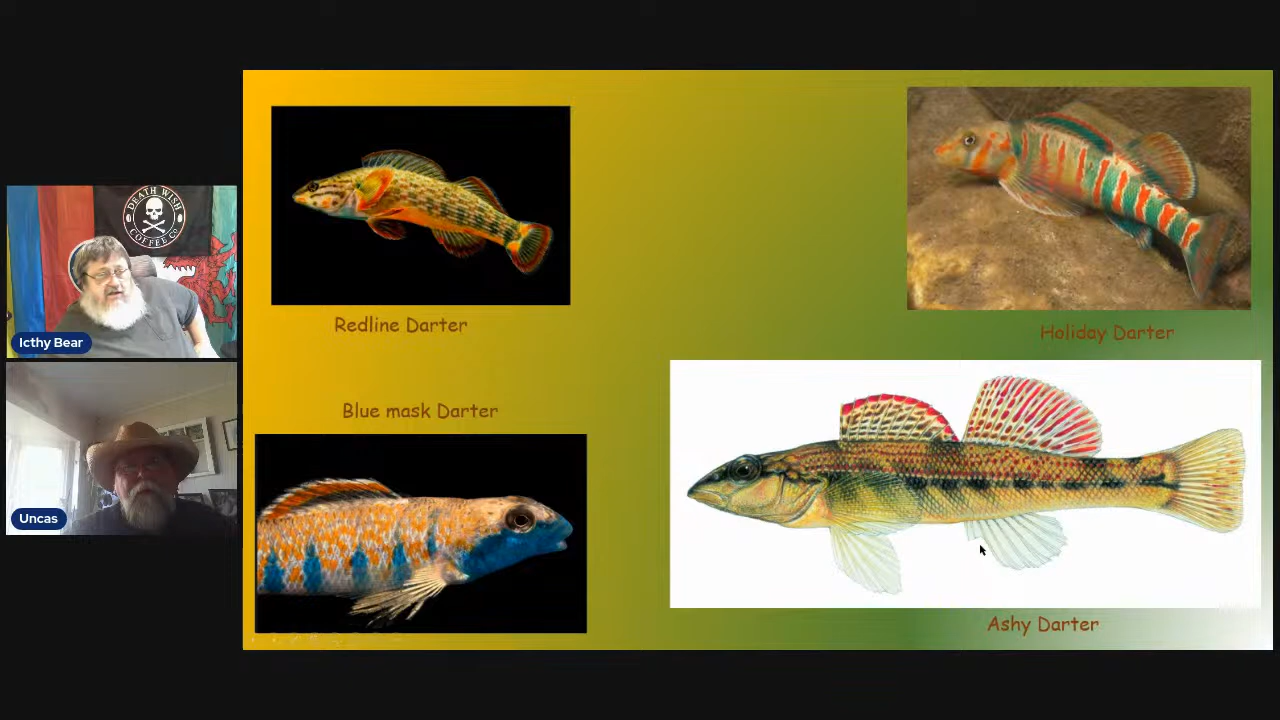 DEATH WISH
COFFEE CO
Icthy Bear
Uncas
Redline Darter
Holiday Darter
Blue mask Darter
Ashy Darter